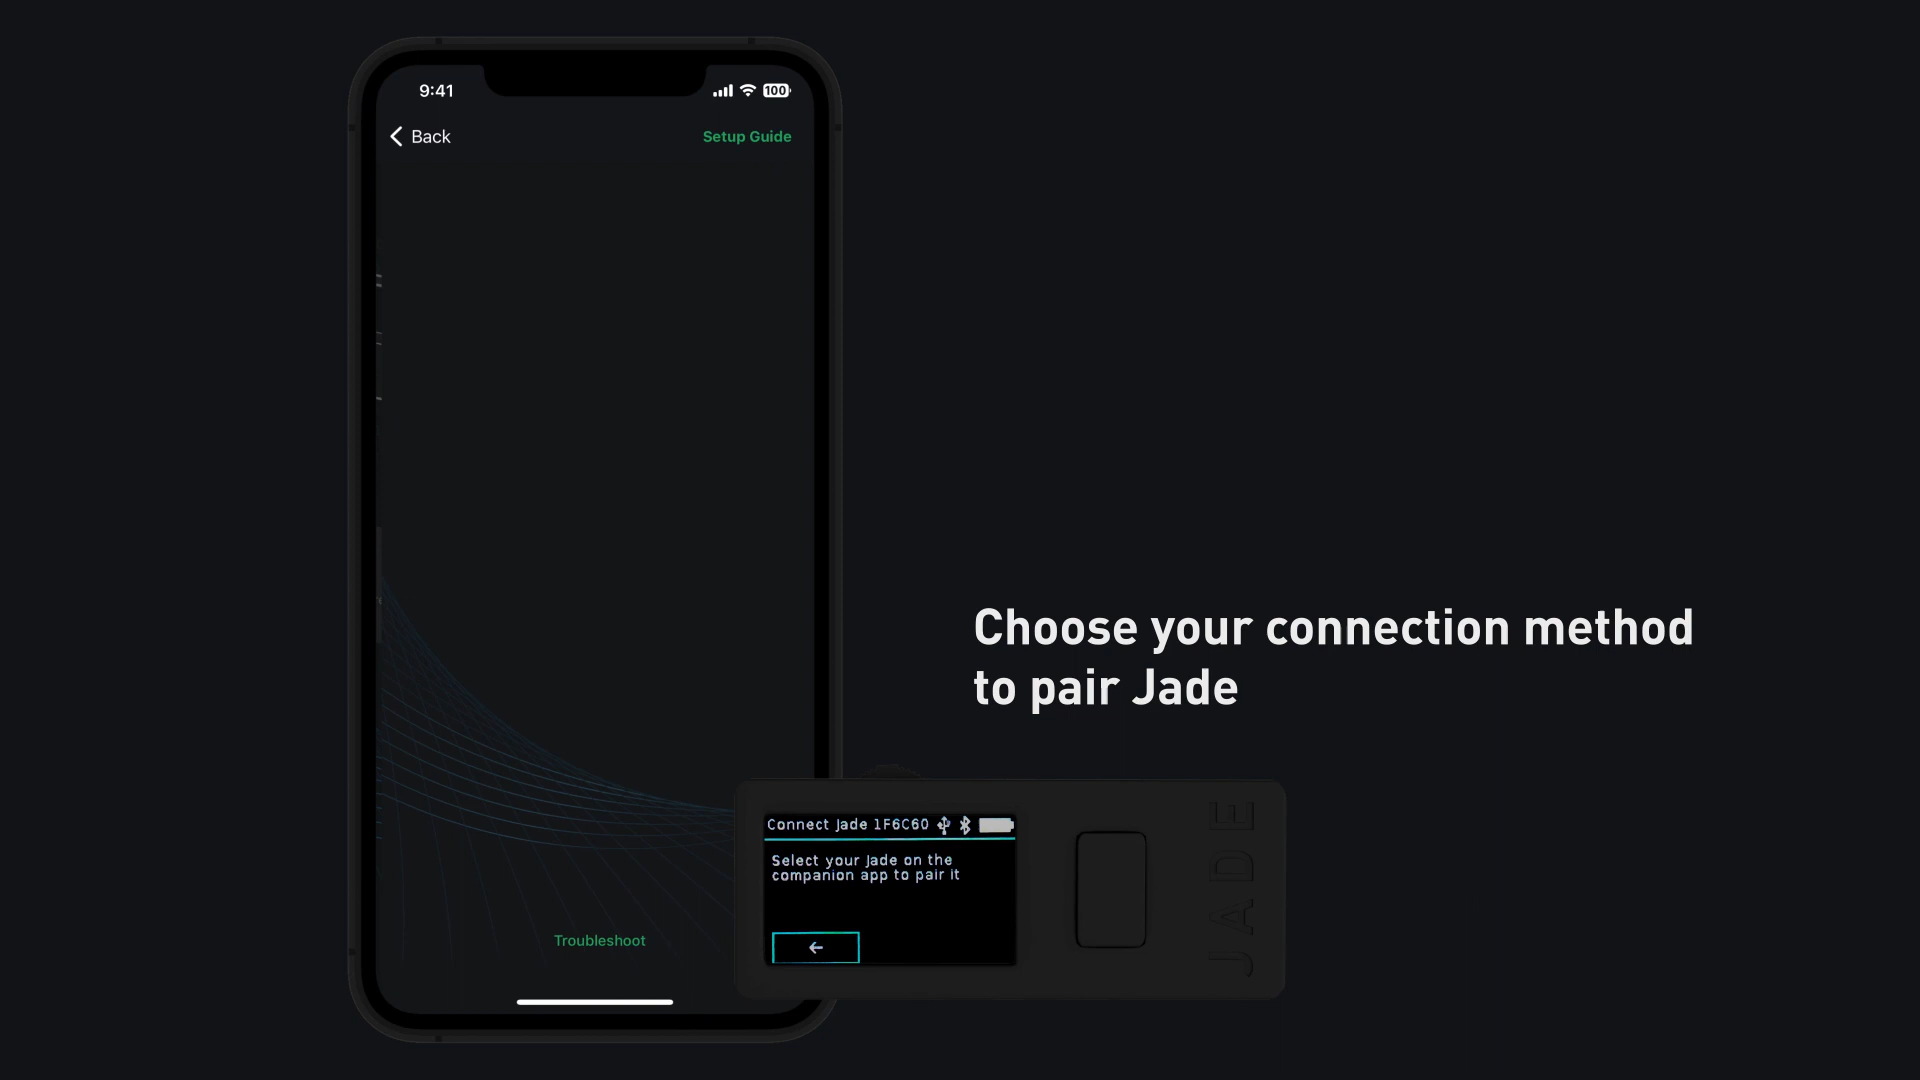 9:41
100
Back
Setup Guide
Choose your connection method
to pair Jade
Connect Jade 1F6C60
Select your Jade on the
companion app to pair it
JADE
Troubleshoot